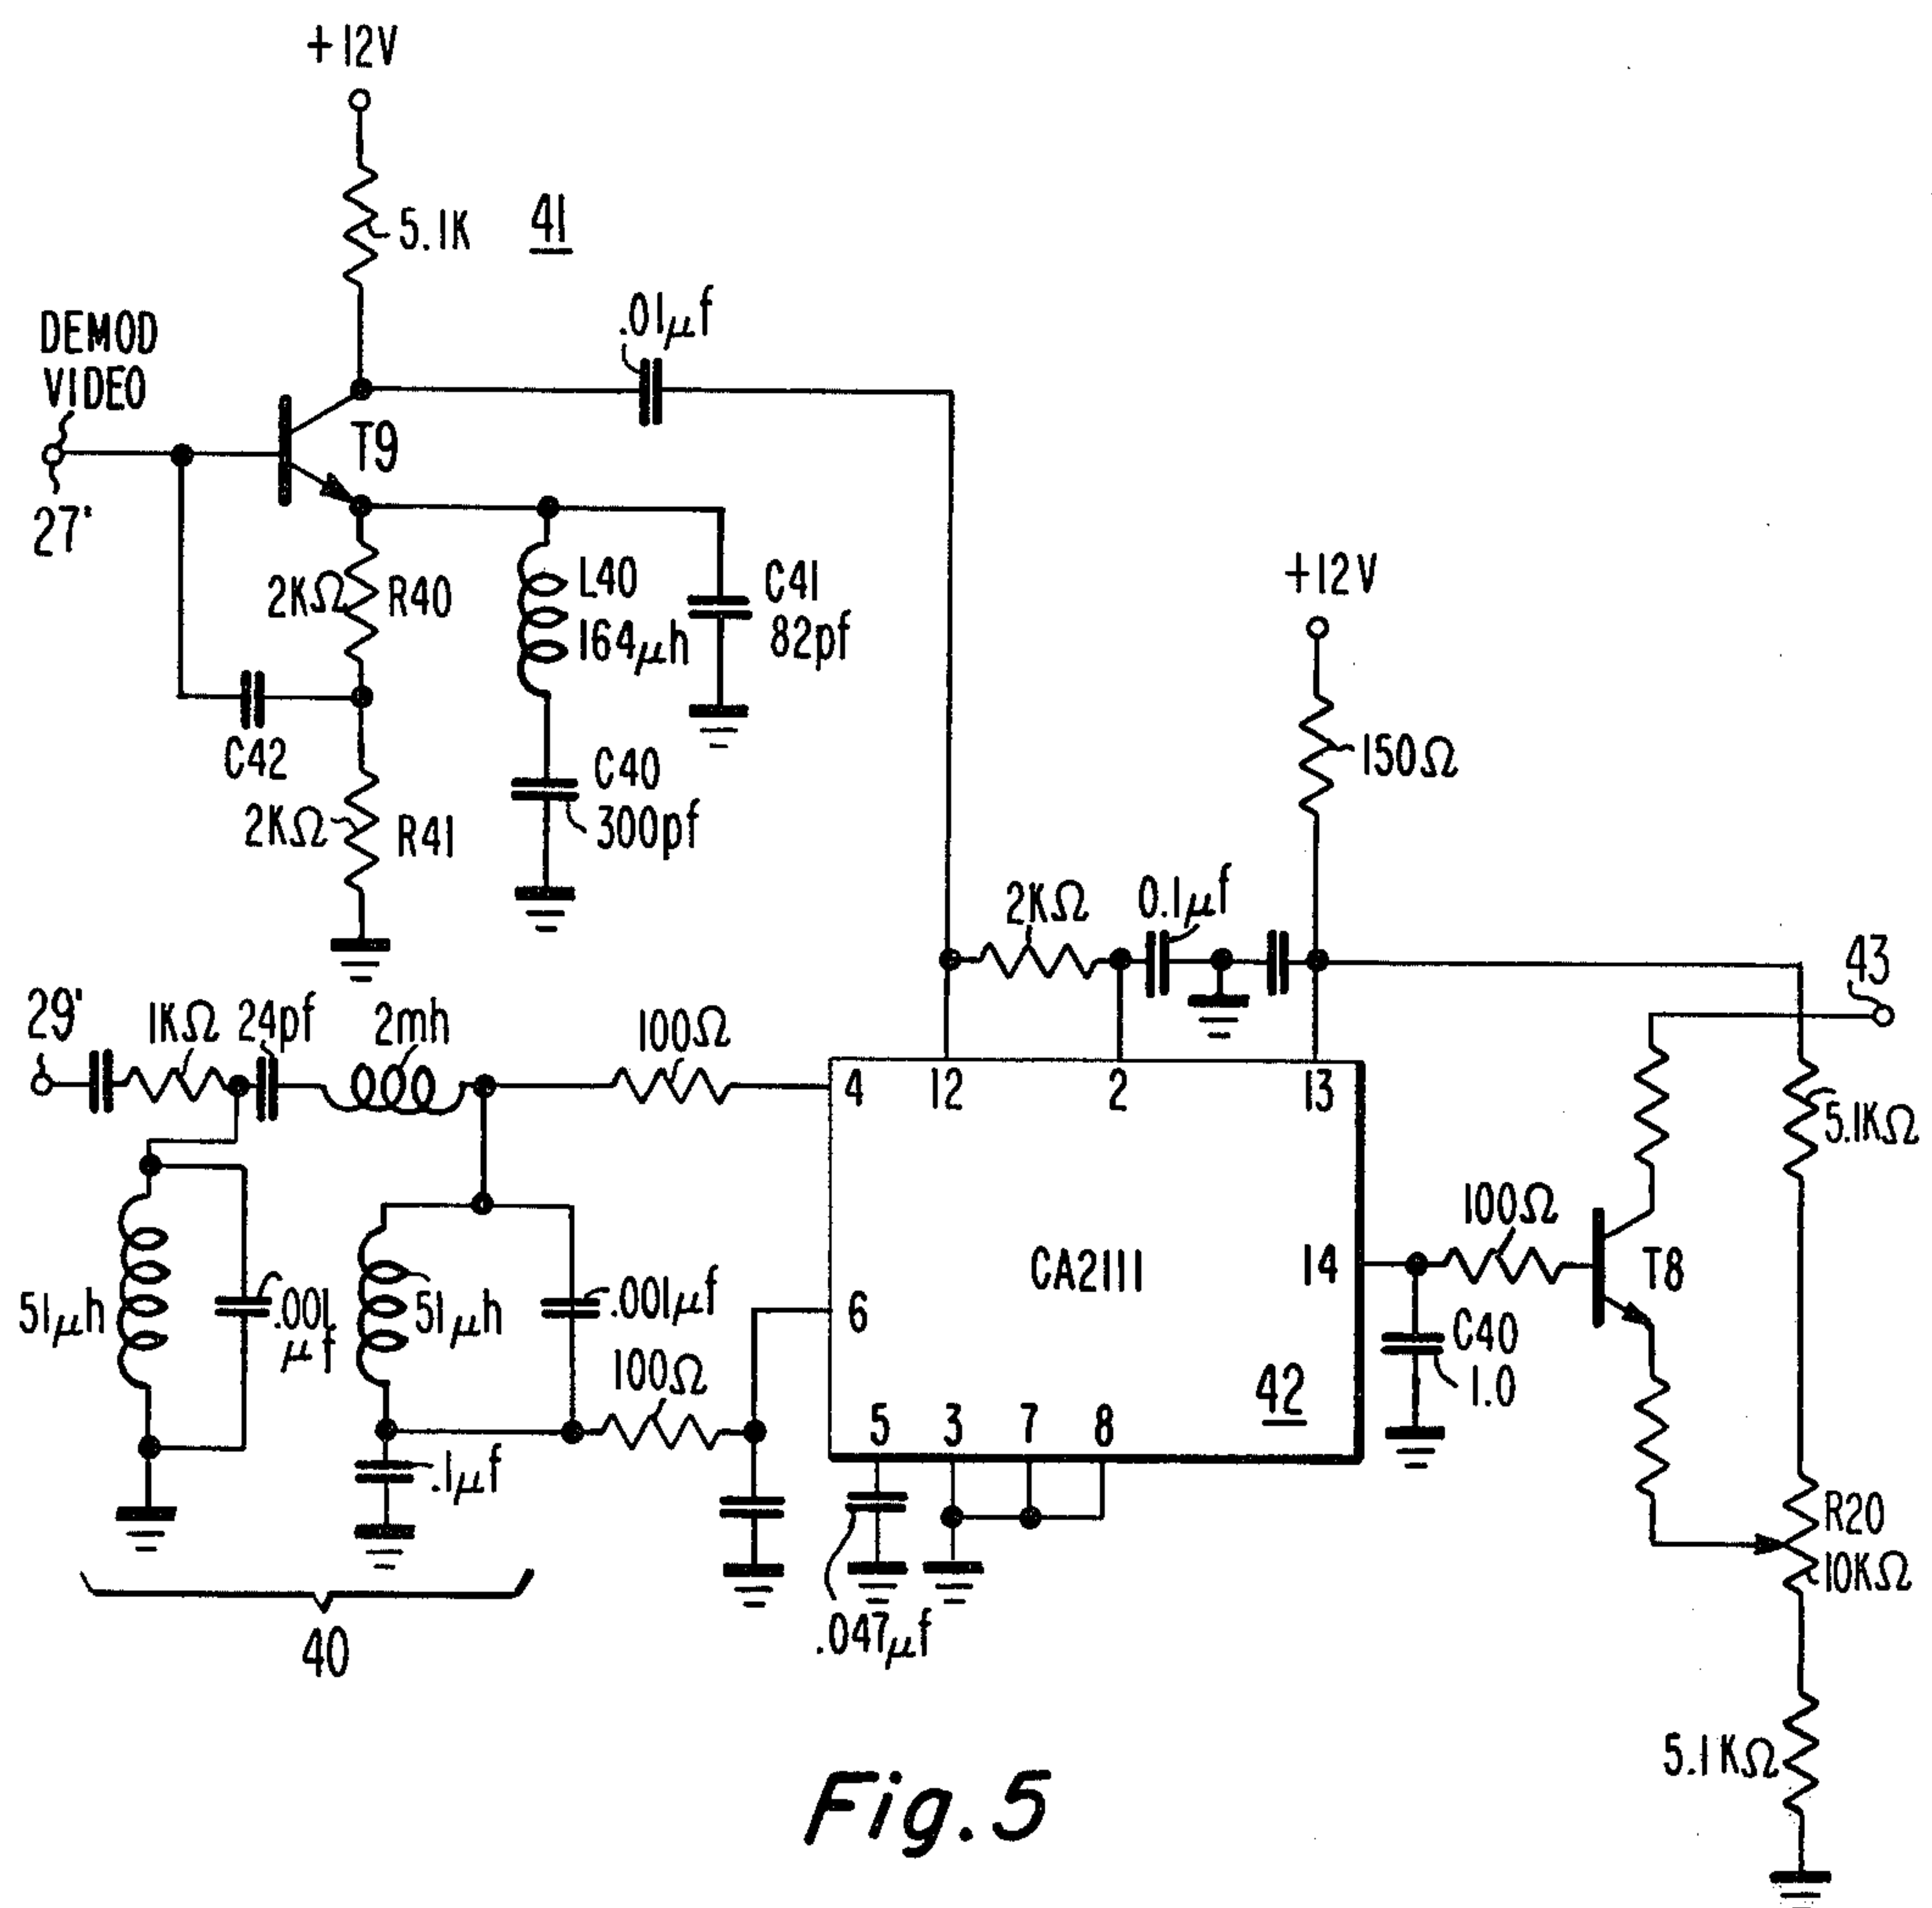 +12V
5.1K
41
.01μf
DEMOD
VIDEO
T9
27'
2KΩ
R40
L40
164μh
C41
82pf
+12V
C42
C40
300pf
150Ω
2KΩ
R41
2KΩ
0.1μf
43
29'
1KΩ
24pf
2mh
100Ω
4
12
2
13
5.1KΩ
100Ω
T8
CA2111
14
51μh
.001
μf
51μh
.001μf
6
C40
1.0
100Ω
42
5
3
7
8
.1μf
R20
10KΩ
.047μf
40
5.1KΩ
Fig. 5